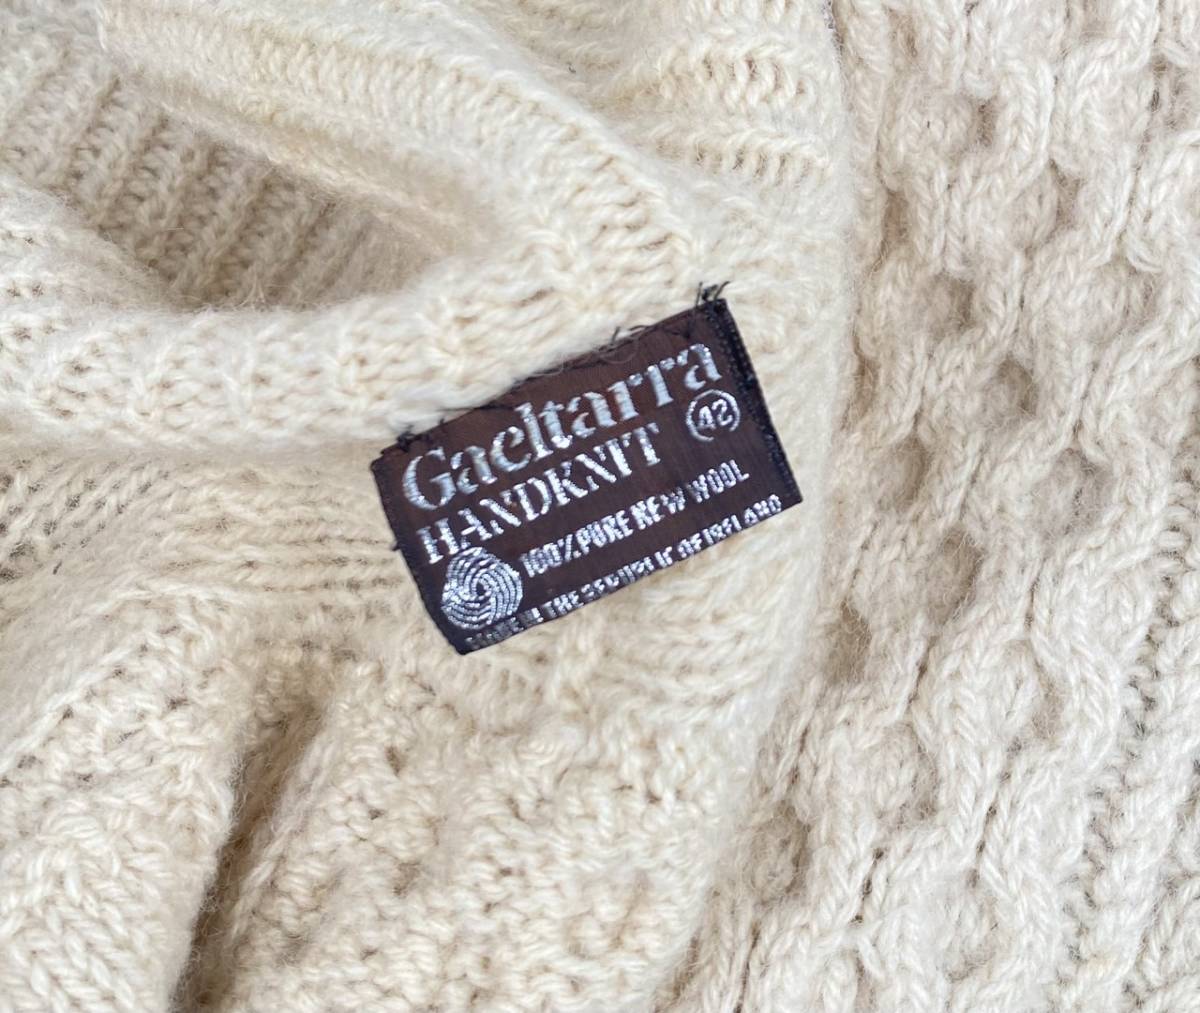 Gaeltarra
HANDKNIT 42
100% PURE NEW WOOL
MADE IN THE REPUBLIC OF IRELAND